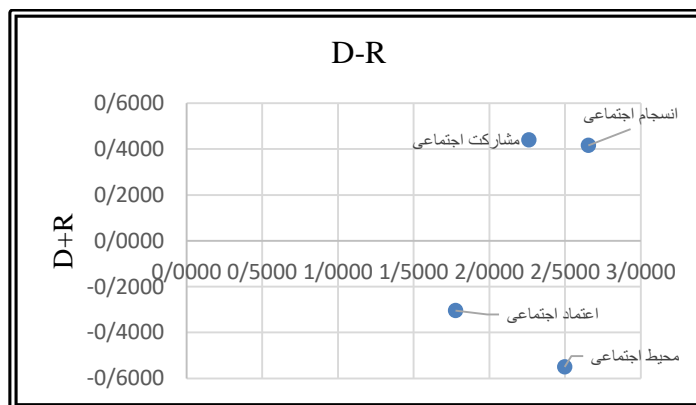 D-R
0/6000
انسجام اجتماعی
مشارکت اجتماعی
0/4000
0/2000
D+R
0/0000
0/0000 0/5000 1/0000 1/5000 2/0000 2/5000 3/0000
-0/2000
اعتماد اجتماعی
-0/4000
محیط اجتماعی
-0/6000